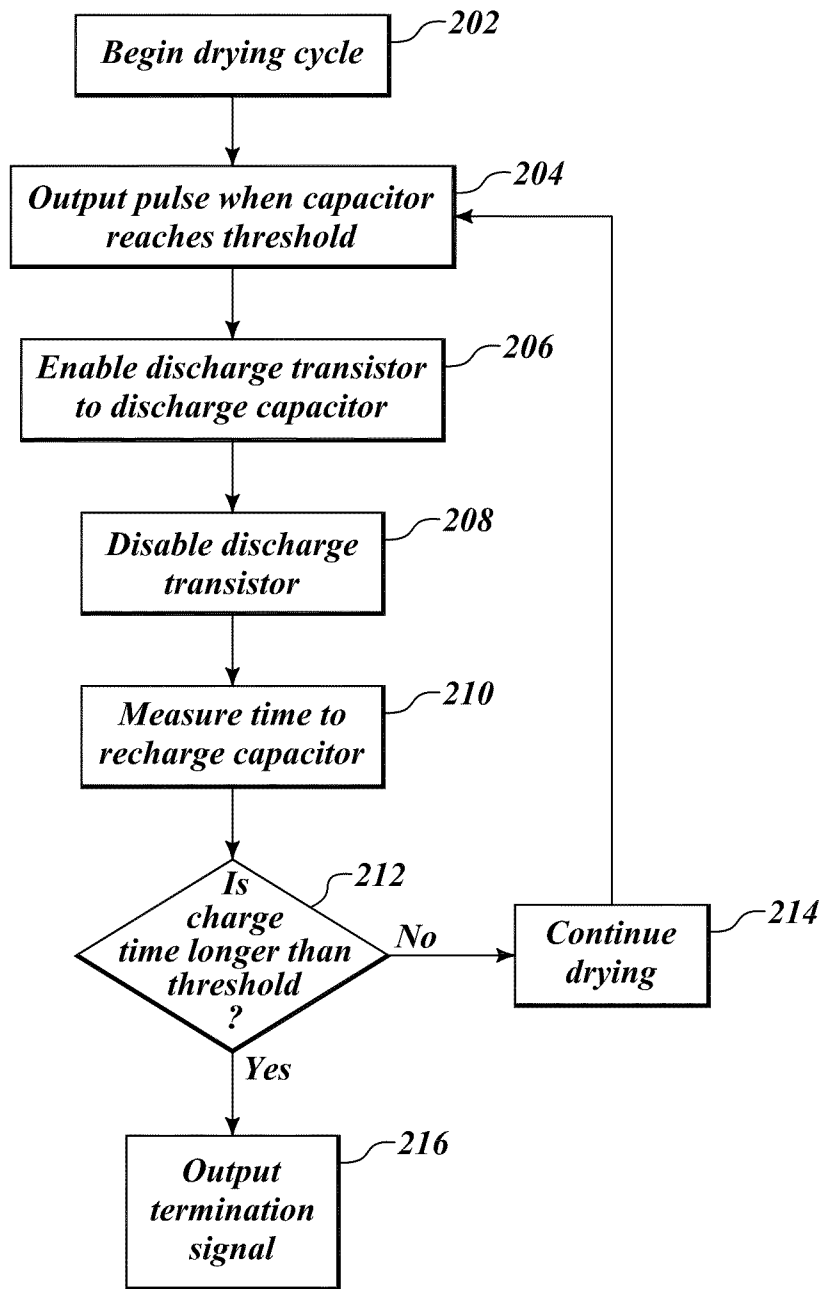 Begin drying cycle
202
Output pulse when capacitor
reaches threshold
204
Enable discharge transistor
to discharge capacitor
206
Disable discharge
transistor
208
Measure time to
recharge capacitor
210
Is
charge
time longer than
threshold
?
212
No
Continue
drying
214
Yes
Output
termination
signal
216